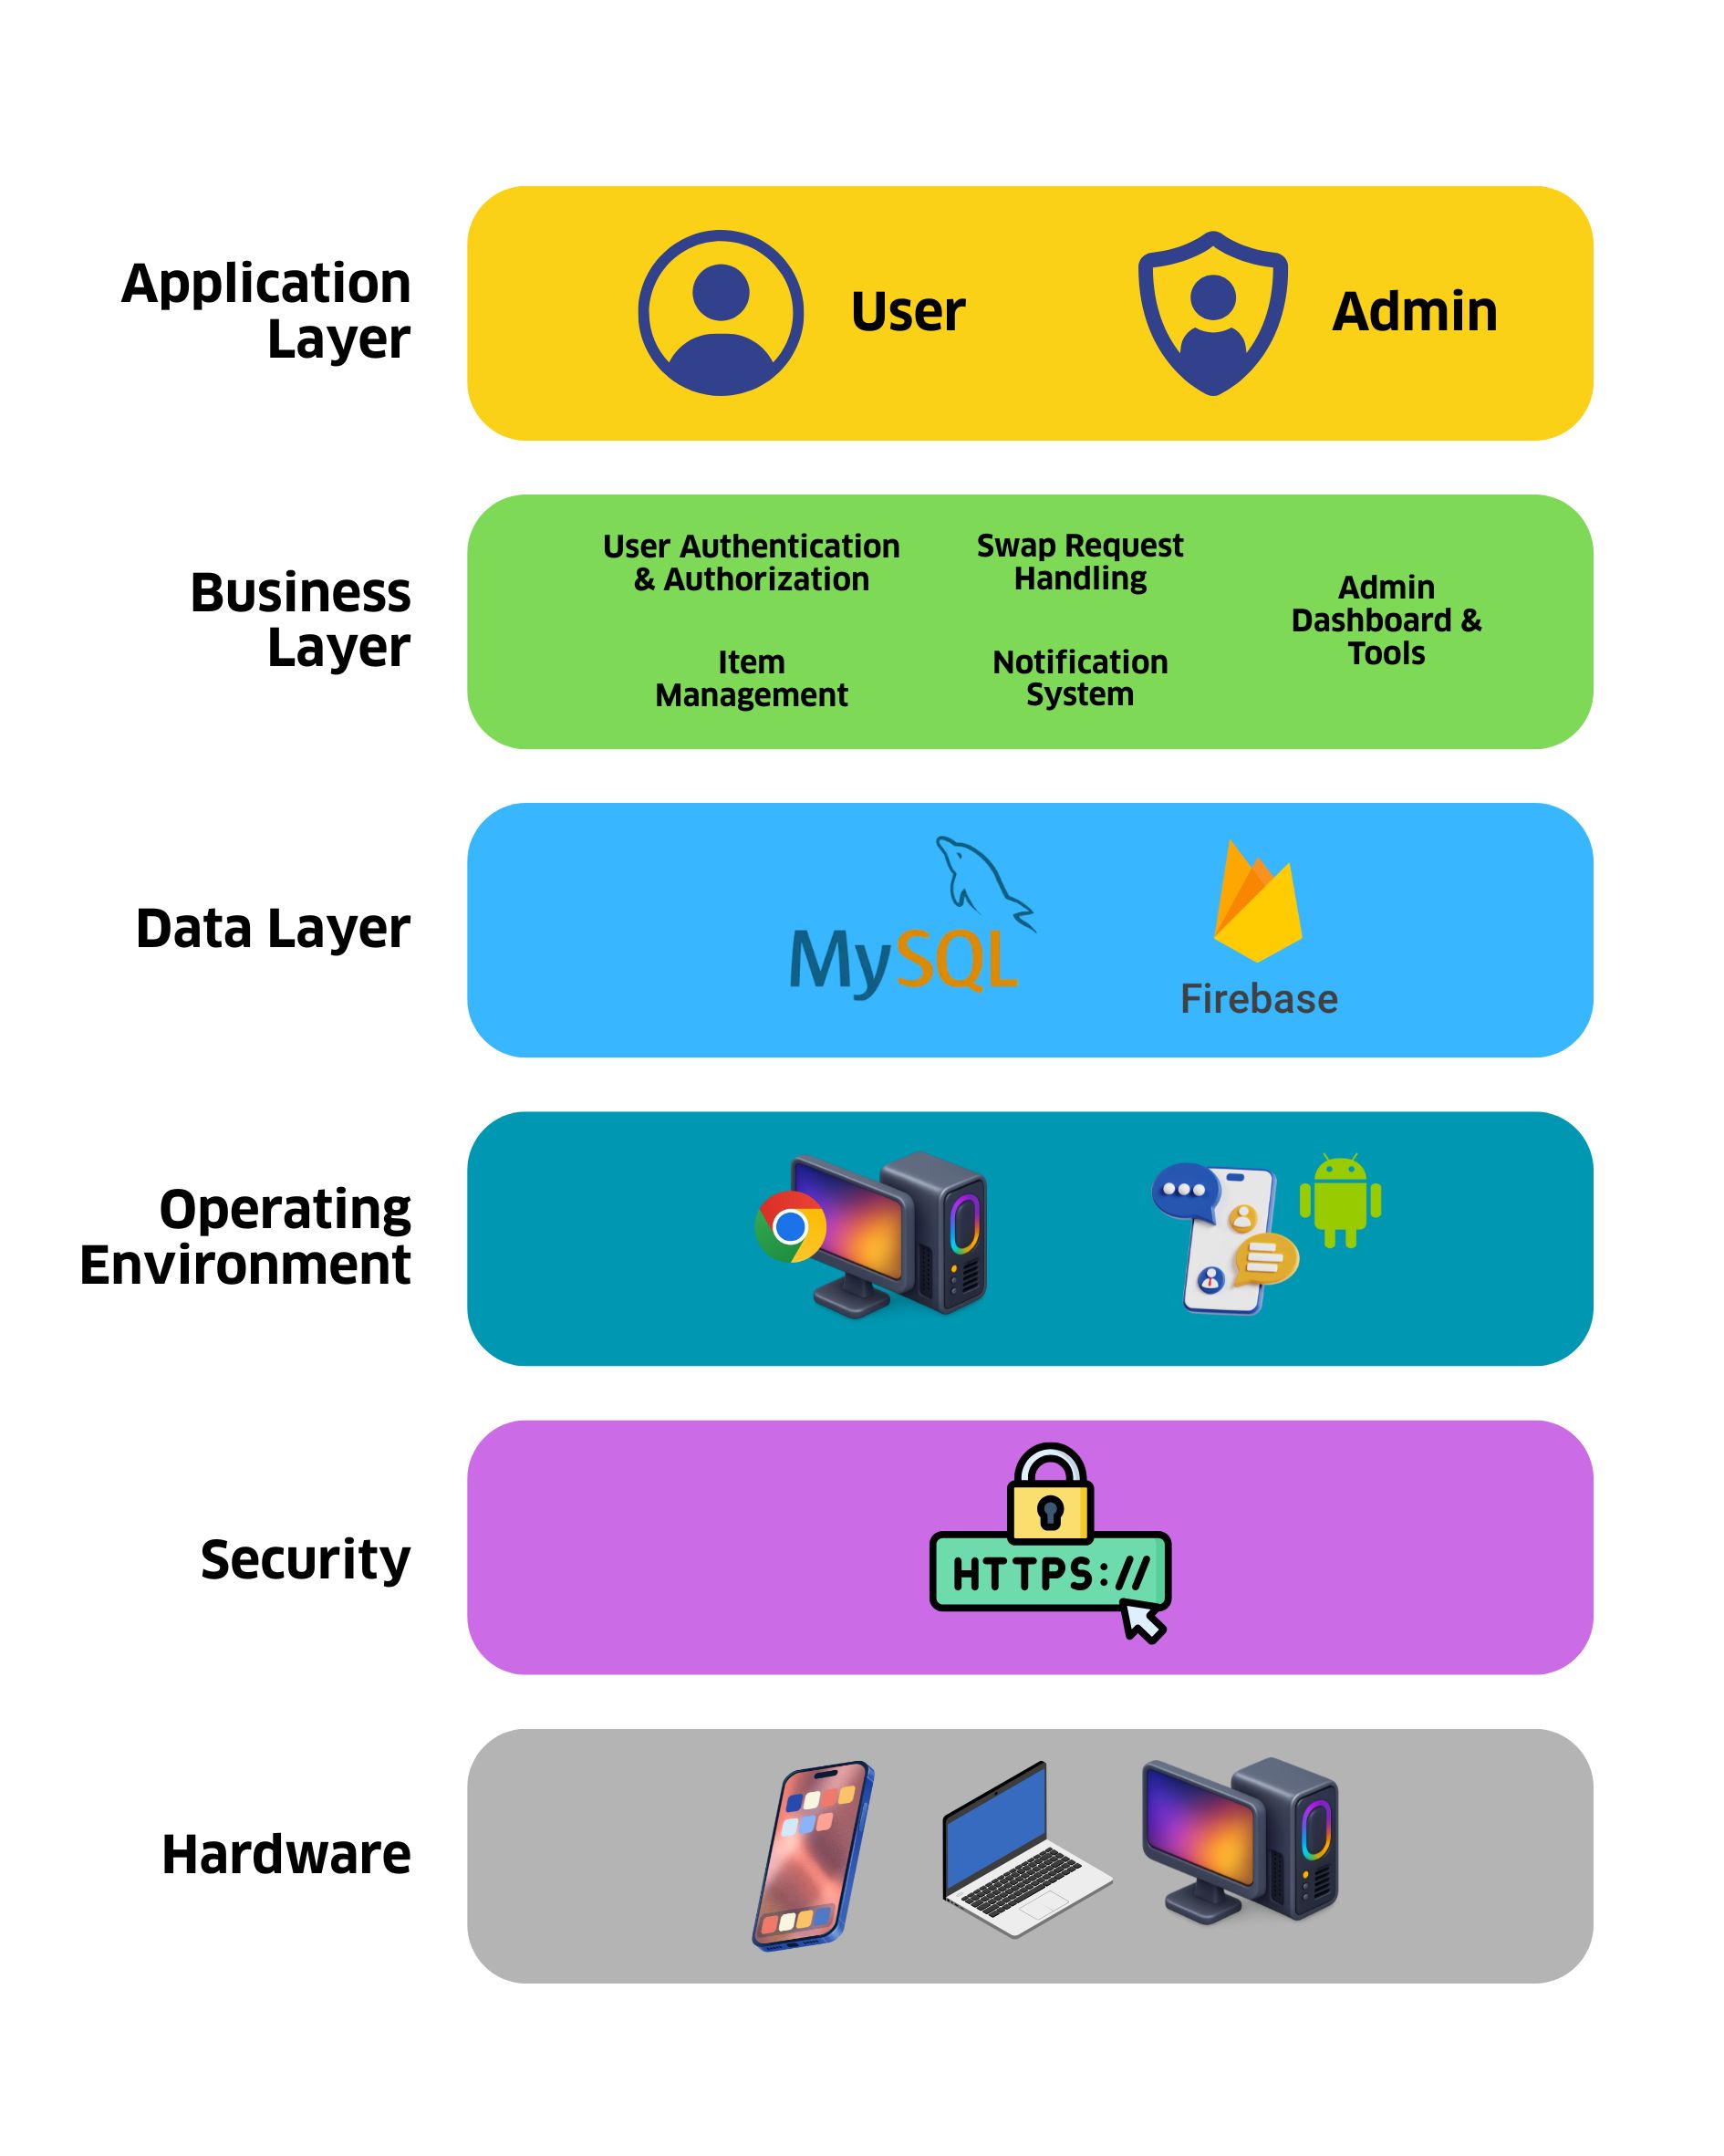 Application
Layer
User
Admin
Business
Layer
User Authentication
& Authorization
Swap Request
Handling
Admin
Dashboard &
Tools
Item
Management
Notification
System
Data Layer
MySQL
Firebase
Operating
Environment
Security
HTTPS://
Hardware